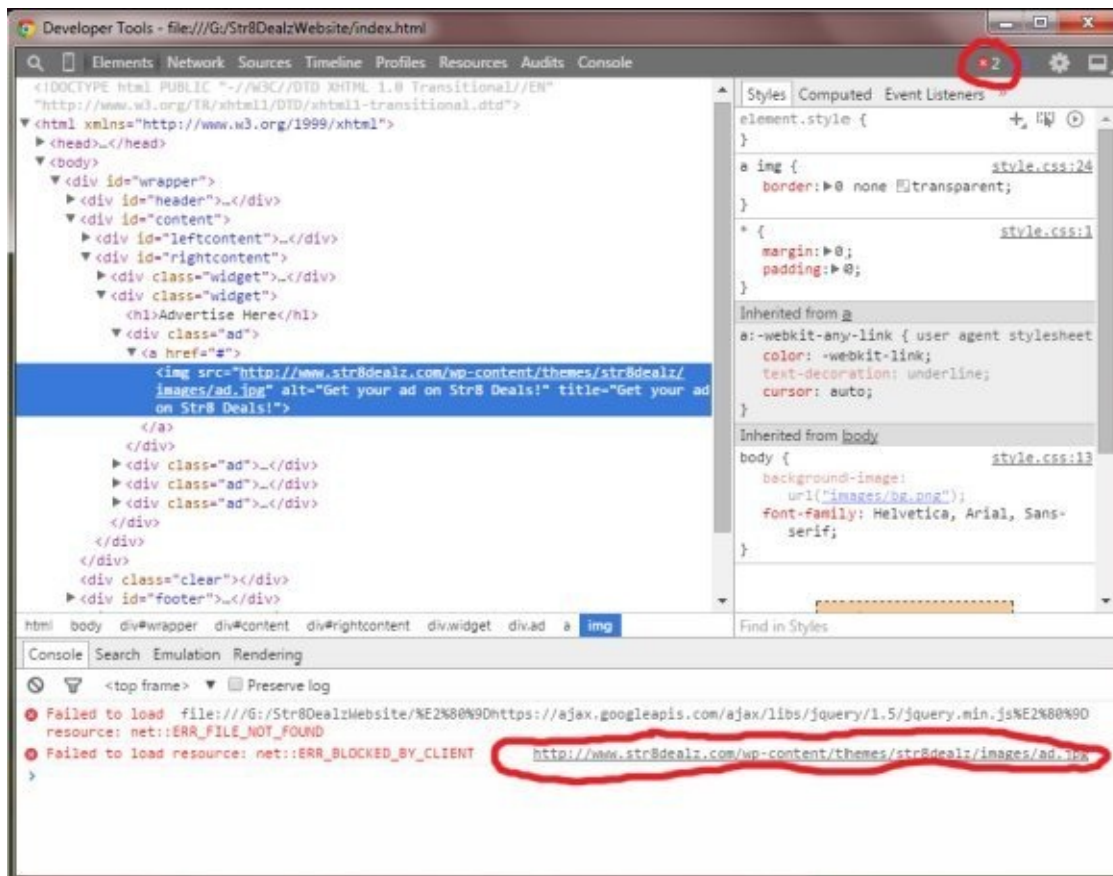 Developer Tools - file:///G:/Str8DealzWebsite/index.html
Elements Network Sources Timeline Profiles Resources Audits Console 2
<!DOCTYPE html PUBLIC "-//W3C//DTD XHTML 1.0 Transitional//EN"
"http://www.w3.org/TR/xhtml1/DTD/xhtml1-transitional.dtd">
<html xmlns="http://www.w3.org/1999/xhtml">
<head>…</head>
<body>
<div id="wrapper">
<div id="header">…</div>
<div id="content">
<div id="leftcontent">…</div>
<div id="rightcontent">
<div class="widget">…</div>
<div class="widget">
<h1>Advertise Here</h1>
<div class="ad">
<a href="#">
<img src="http://www.str8dealz.com/wp-content/themes/str8dealz/
images/ad.jpg" alt="Get your ad on Str8 Deals!" title="Get your ad
on Str8 Deals!">
</a>
</div>
<div class="ad">…</div>
<div class="ad">…</div>
<div class="ad">…</div>
</div>
</div>
</div>
<div class="clear"></div>
<div id="footer">…</div>
html body div#wrapper div#content div#rightcontent div.widget div.ad a img
Styles Computed Event Listeners »
element.style {
}
a img { style.css:24
border: 0 none transparent;
}
* { style.css:1
margin: 0;
padding: 0;
}
Inherited from a
a:-webkit-any-link { user agent stylesheet
color: -webkit-link;
text-decoration: underline;
cursor: auto;
}
Inherited from body
body { style.css:13
background-image:
url("images/bg.png");
font-family: Helvetica, Arial, Sans-
serif;
}
Find in Styles
Console Search Emulation Rendering
<top frame> ▼ Preserve log
Failed to load file:///G:/Str8DealzWebsite/%E2%80%9Dhttps://ajax.googleapis.com/ajax/libs/jquery/1.5/jquery.min.js%E2%80%9D
resource: net::ERR_FILE_NOT_FOUND
Failed to load resource: net::ERR_BLOCKED_BY_CLIENT http://www.str8dealz.com/wp-content/themes/str8dealz/images/ad.jpg
>